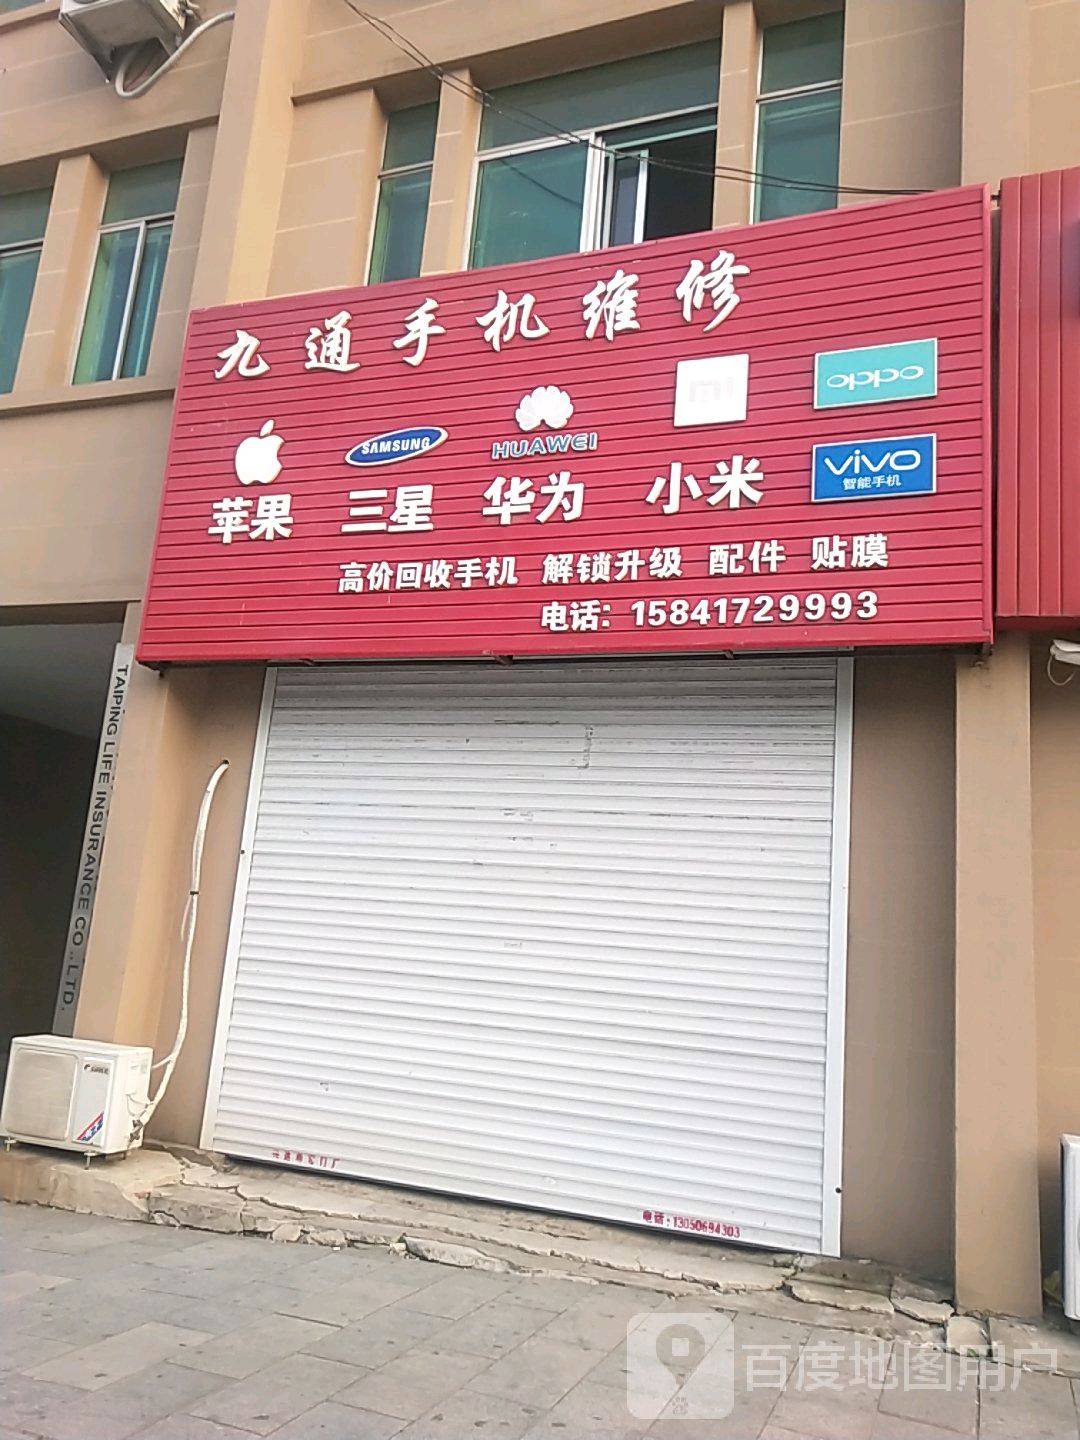 九通手机维修
SAMSUNG
HUAWEI
mi
oppo
苹果 三星 华为 小米
vivo
智能手机
高价回收手机 解锁升级 配件 贴膜
电话：15841729993
TAIPING LIFE INSURANCE CO.,LTD.
电话：13050694303
百度地图用户